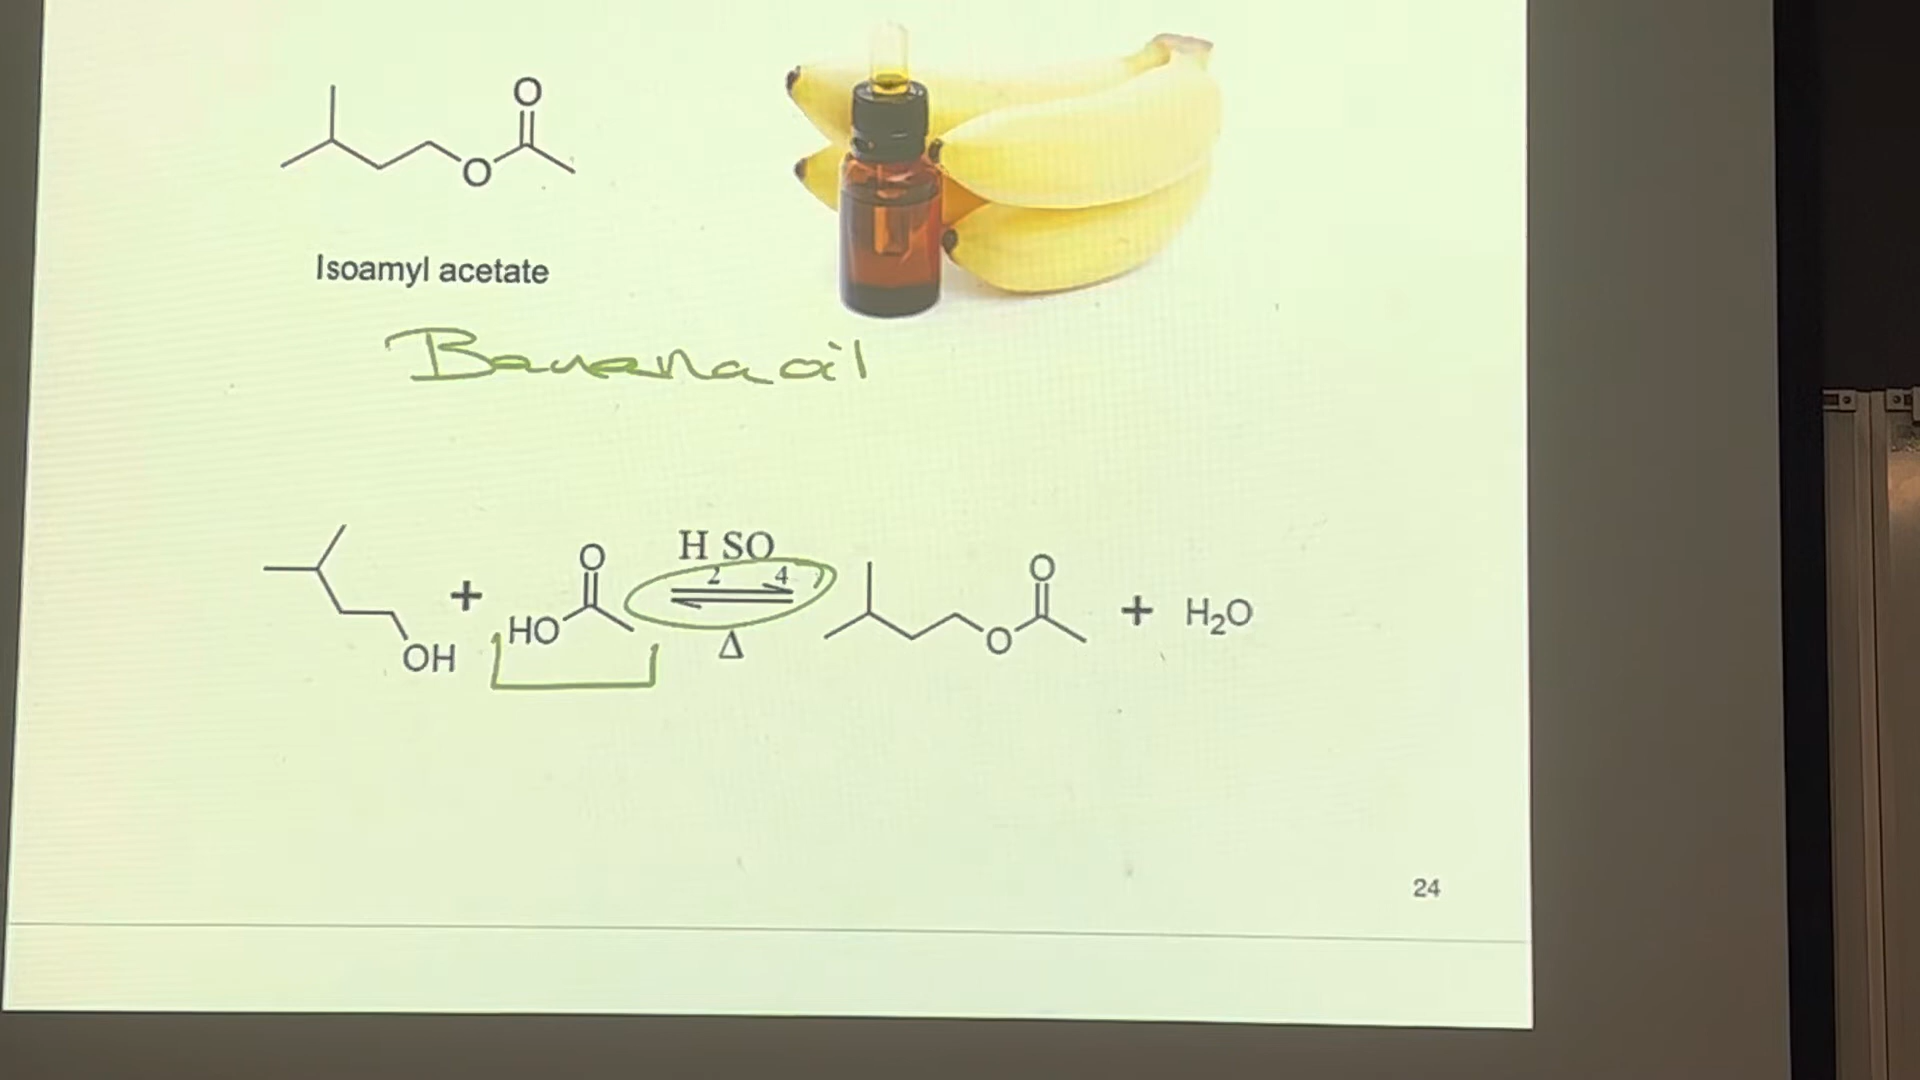 O
O
Isoamyl acetate
Banana oil
H SO
2 4
O
O
+
HO
+ H₂O
O
Δ
OH
24